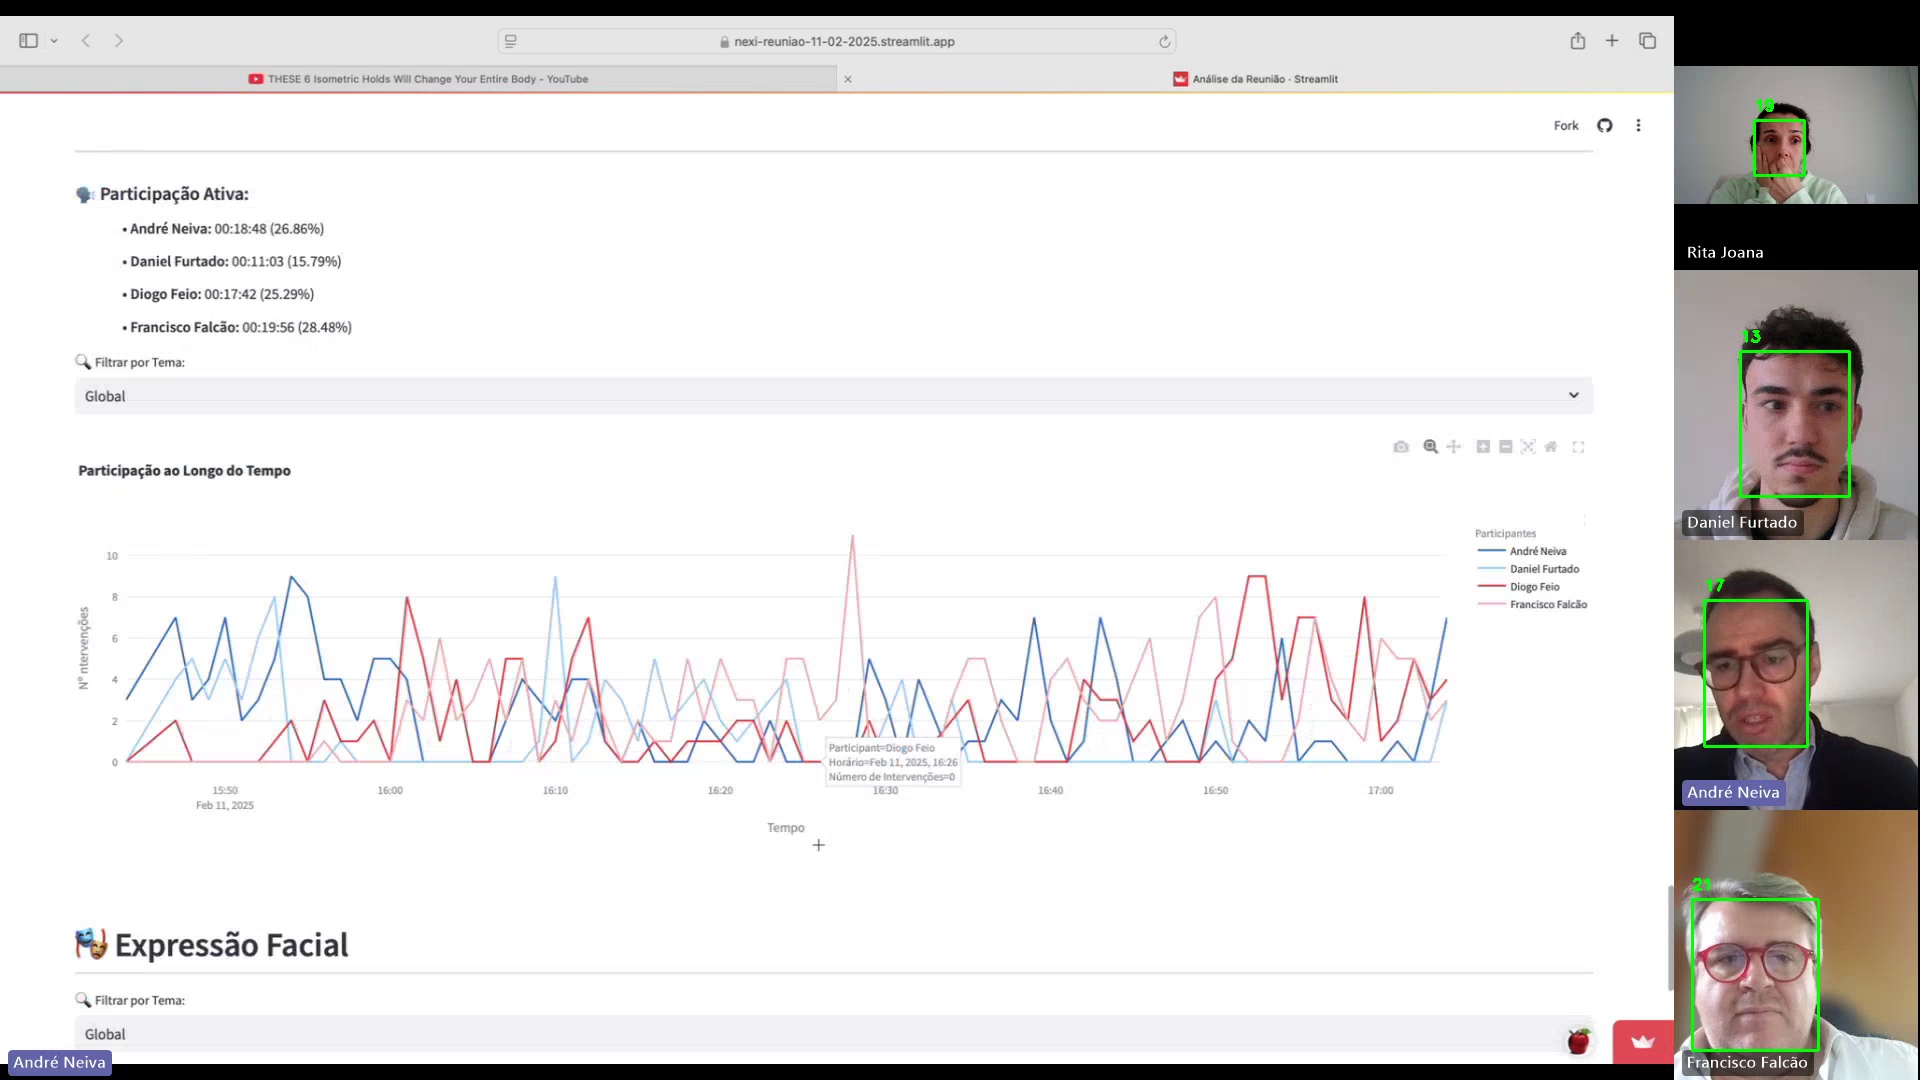 nexi-reuniao-11-02-2025.streamlit.app
THESE 6 Isometric Holds Will Change Your Entire Body - YouTube
Análise da Reunião · Streamlit
Fork
Participação Ativa:
• André Neiva: 00:18:48 (26.86%)
• Daniel Furtado: 00:11:03 (15.79%)
• Diogo Feio: 00:17:42 (25.29%)
• Francisco Falcão: 00:19:56 (28.48%)
Filtrar por Tema:
Global
Participação ao Longo do Tempo
Participantes
André Neiva
Daniel Furtado
Diogo Feio
Francisco Falcão
Nº Intervenções
10
8
6
4
2
0
Participant=Diogo Feio
Horário=Feb 11, 2025, 16:26
Número de Intervenções=0
15:50 16:00 16:10 16:20 16:30 16:40 16:50 17:00
Feb 11, 2025
Tempo
Expressão Facial
Filtrar por Tema:
Global
André Neiva
19
Rita Joana
13
Daniel Furtado
17
André Neiva
21
Francisco Falcão